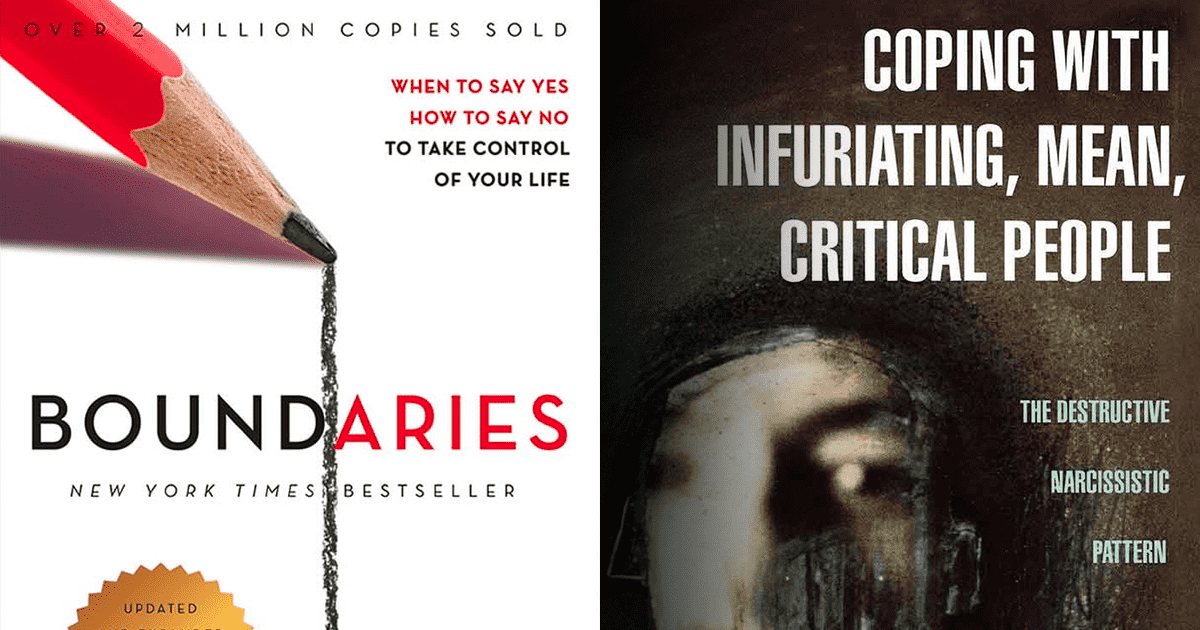 OVER 2 MILLION COPIES SOLD
WHEN TO SAY YES
HOW TO SAY NO
TO TAKE CONTROL
OF YOUR LIFE
BOUNDARIES
NEW YORK TIMES BESTSELLER
UPDATED
COPING WITH
INFURIATING, MEAN,
CRITICAL PEOPLE
THE DESTRUCTIVE
NARCISSISTIC
PATTERN